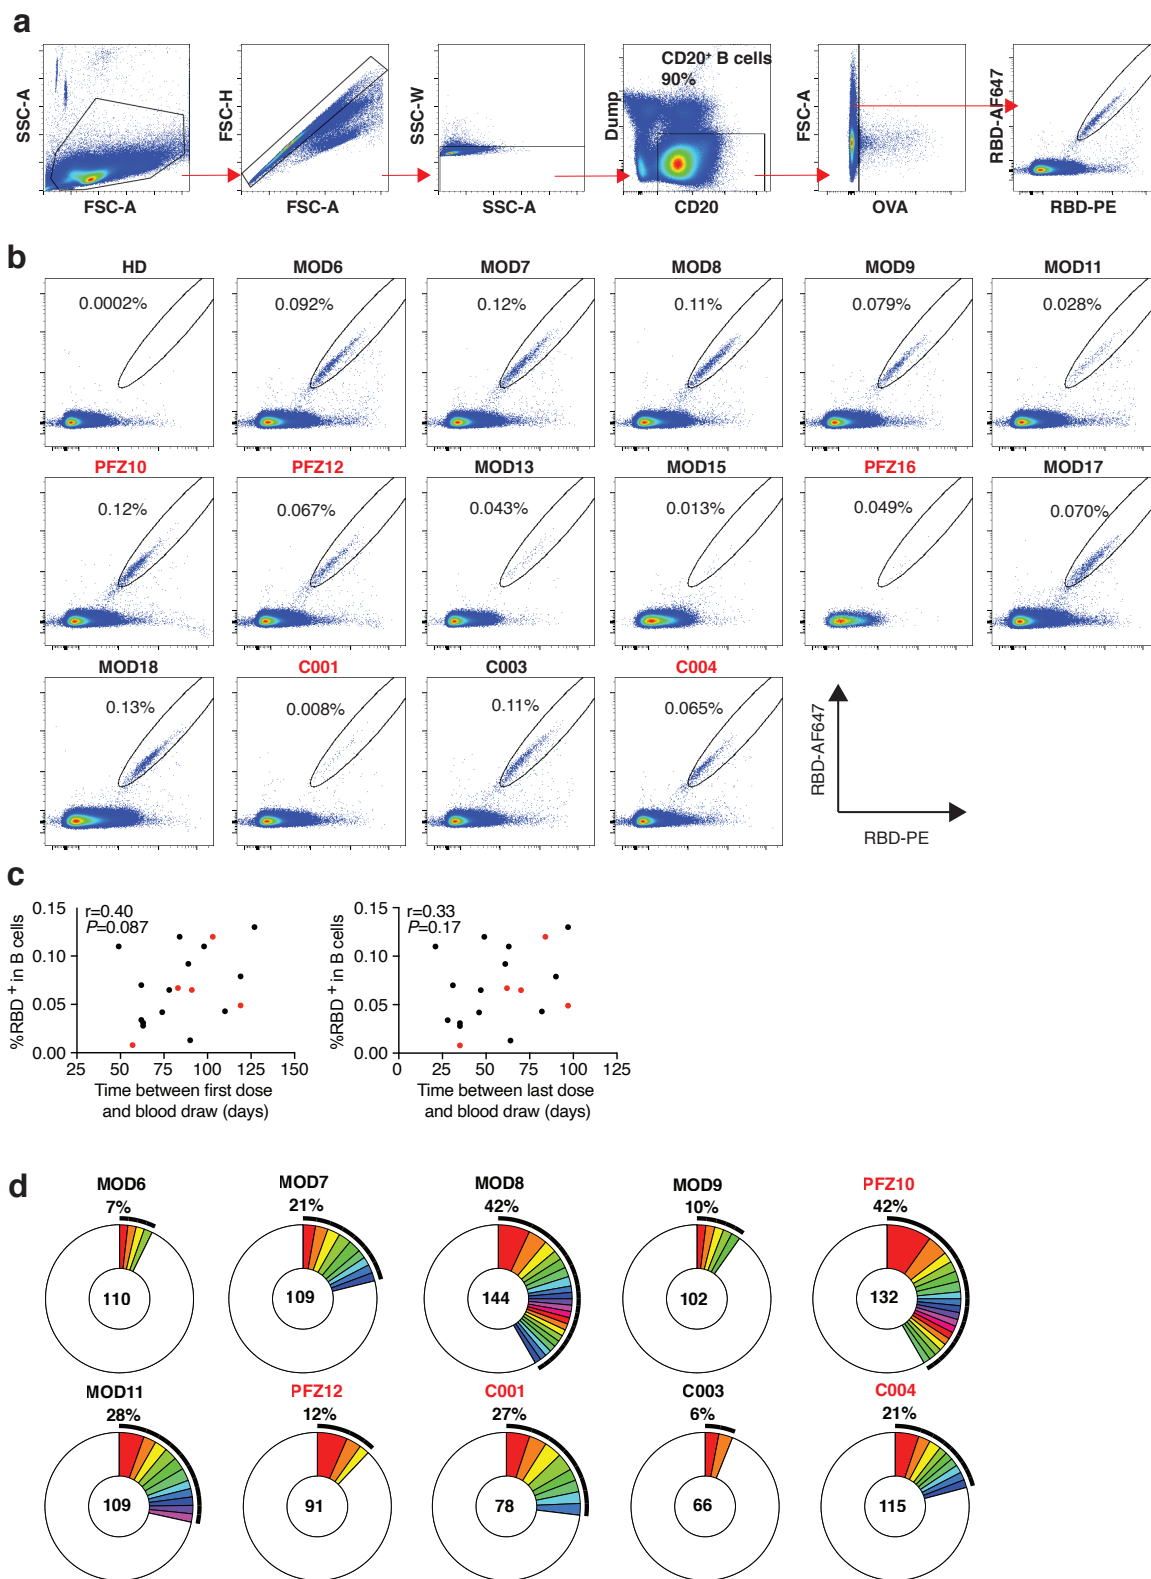 a
SSC-A
FSC-A
FSC-H
FSC-A
SSC-W
SSC-A
CD20⁺ B cells
90%
Dump
CD20
FSC-A
OVA
RBD-AF647
RBD-PE
b
HD
0.0002%
MOD6
0.092%
MOD7
0.12%
MOD8
0.11%
MOD9
0.079%
MOD11
0.028%
PFZ10
0.12%
PFZ12
0.067%
MOD13
0.043%
MOD15
0.013%
PFZ16
0.049%
MOD17
0.070%
MOD18
0.13%
C001
0.008%
C003
0.11%
C004
0.065%
RBD-AF647
RBD-PE
c
r=0.40
P=0.087
%RBD⁺ in B cells
0.15
0.10
0.05
0.00
25 50 75 100 125 150
Time between first dose
and blood draw (days)
r=0.33
P=0.17
%RBD⁺ in B cells
0.15
0.10
0.05
0.00
0 25 50 75 100 125
Time between last dose
and blood draw (days)
d
MOD6
7%
110
MOD7
21%
109
MOD8
42%
144
MOD9
10%
102
PFZ10
42%
132
MOD11
28%
109
PFZ12
12%
91
C001
27%
78
C003
6%
66
C004
21%
115